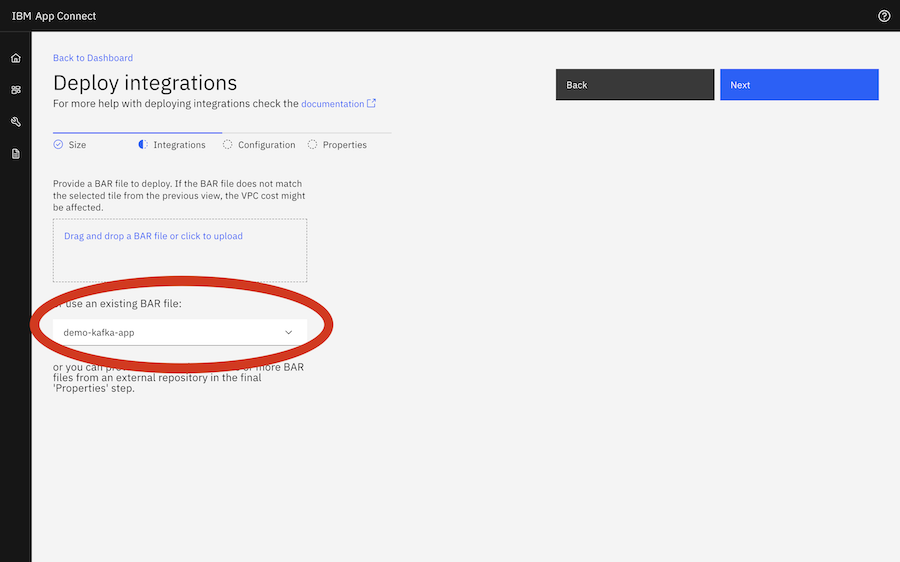 IBM App Connect
Back to Dashboard
Deploy integrations
For more help with deploying integrations check the documentation
Back
Next
Size
Integrations
Configuration
Properties
Provide a BAR file to deploy. If the BAR file does not match
the selected tile from the previous view, the VPC cost might
be affected.
Drag and drop a BAR file or click to upload
use an existing BAR file:
demo-kafka-app
or you can or more BAR
files from an external repository in the final
'Properties' step.